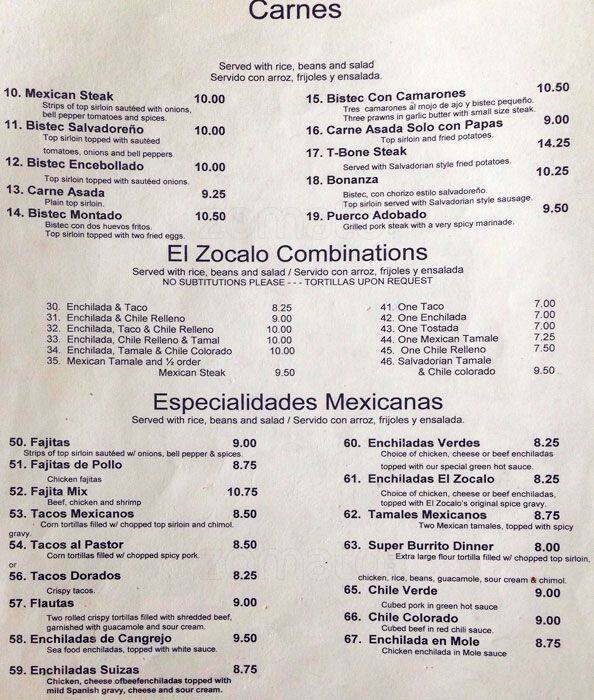 Carnes
Served with rice, beans and salad
Servido con arroz, frijoles y ensalada.
10. Mexican Steak 10.00
Strips of top sirloin sautéed with onions,
bell pepper tomatoes and spices.
11. Bistec Salvadoreño 10.00
Top sirloin topped with sautéed
tomatoes, onions and bell peppers.
12. Bistec Encebollado 10.00
Top sirloin topped with sautéed onions.
13. Carne Asada 9.25
Plain top sirloin.
14. Bistec Montado 10.50
Bistec con dos huevos fritos.
Top sirloin topped with two fried eggs.
15. Bistec Con Camarones 10.50
Tres camarones al mojo de ajo y bistec pequeño.
Three prawns in garlic butter with small size steak.
16. Carne Asada Solo con Papas 9.00
Top sirloin and fried potatoes.
17. T-Bone Steak 14.25
Served with Salvadorian style fried potatoes.
18. Bonanza 10.25
Bistec, con chorizo estilo salvadoreño.
Top sirloin served with Salvadorian style sausage.
19. Puerco Adobado 9.50
Grilled pork steak with a very spicy marinade.
El Zocalo Combinations
Served with rice, beans and salad / Servido con arroz, frijoles y ensalada
NO SUBTITUTIONS PLEASE - - - TORTILLAS UPON REQUEST
30. Enchilada & Taco 8.25
31. Enchilada & Chile Relleno 9.00
32. Enchilada, Taco & Chile Relleno 10.00
33. Enchilada, Chile Relleno & Tamal 10.00
34. Enchilada, Tamale & Chile Colorado 10.00
35. Mexican Tamale and ½ order
Mexican Steak 9.50
41. One Taco 7.00
42. One Enchilada 7.00
43. One Tostada 7.00
44. One Mexican Tamale 7.25
45. One Chile Relleno 7.50
46. Salvadorian Tamale
& Chile colorado 9.50
Especialidades Mexicanas
Served with rice, beans and salad / Servido con arroz, frijoles y ensalada.
50. Fajitas 9.00
Strips of top sirloin sautéed w/ onions, bell pepper & spices.
51. Fajitas de Pollo 8.75
Chicken fajitas
52. Fajita Mix 10.75
Beef, chicken and shrimp
53. Tacos Mexicanos 8.50
Corn tortillas filled w/ chopped top sirloin and chimol.
gravy.
54. Tacos al Pastor 8.50
Corn tortillas filled w/ chopped spicy pork.
or
56. Tacos Dorados 8.25
Crispy tacos.
57. Flautas 9.00
Two rolled crispy tortillas filled with shredded beef,
garnished with guacamole and sour cream.
58. Enchiladas de Cangrejo 9.50
Sea food enchiladas, topped with white sauce.
59. Enchiladas Suizas 8.75
Chicken, cheese ofbeefenchiladas topped with
mild Spanish gravy, cheese and sour cream.
60. Enchiladas Verdes 8.25
Choice of chicken, cheese or beef enchiladas
topped with our special green hot sauce.
61. Enchiladas El Zocalo 8.25
Choice of chicken, cheese or beef enchiladas,
topped with El Zocalo's original spice gravy.
62. Tamales Mexicanos 8.75
Two Mexican tamales, topped with spicy
63. Super Burrito Dinner 8.00
Extra large flour tortilla filled w/ chopped top sirloin,
chicken, rice, beans, guacamole, sour cream & chimol.
65. Chile Verde 9.00
Cubed pork in green hot sauce
66. Chile Colorado 9.00
Cubed beef in red chili sauce.
67. Enchilada en Mole 8.75
Chicken enchilada in Mole sauce